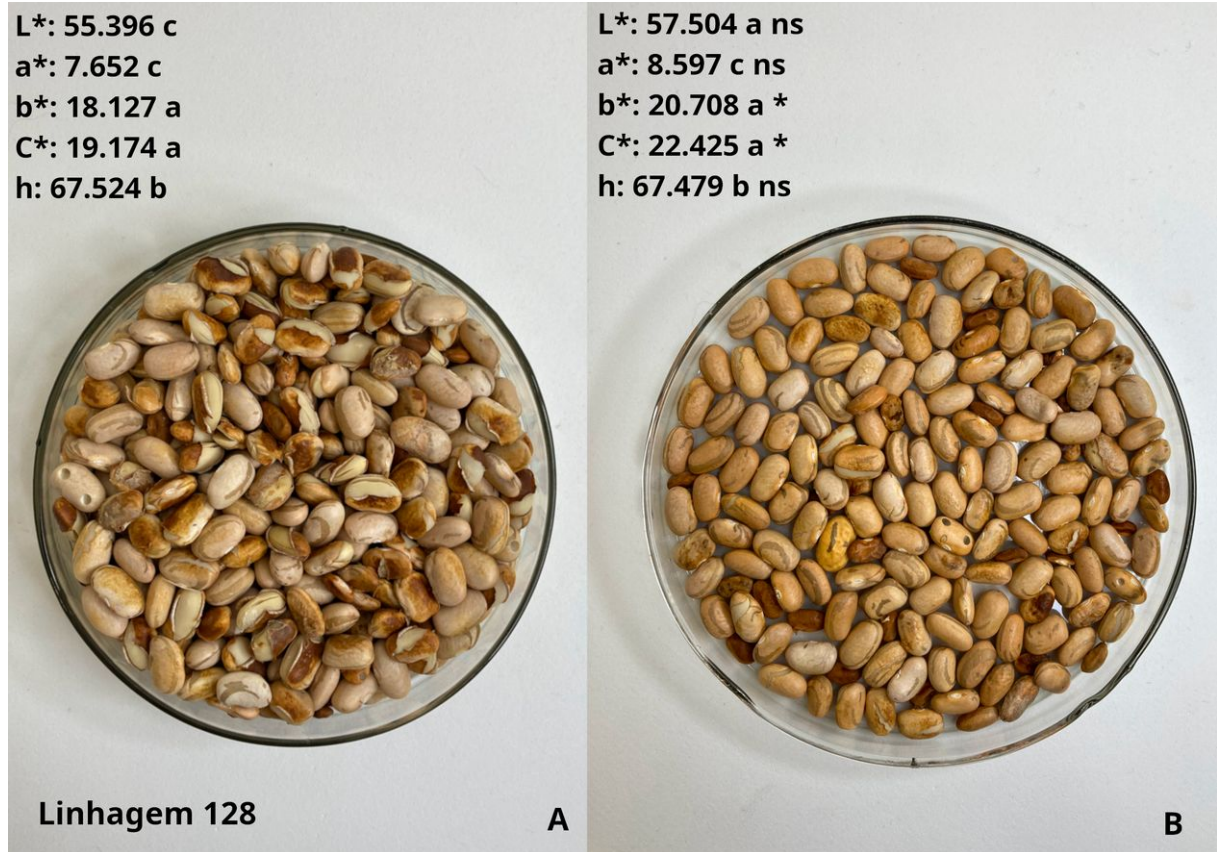 L*: 55.396 c
a*: 7.652 c
b*: 18.127 a
C*: 19.174 a
h: 67.524 b
L*: 57.504 a ns
a*: 8.597 c ns
b*: 20.708 a *
C*: 22.425 a *
h: 67.479 b ns
Linhagem 128
A
B